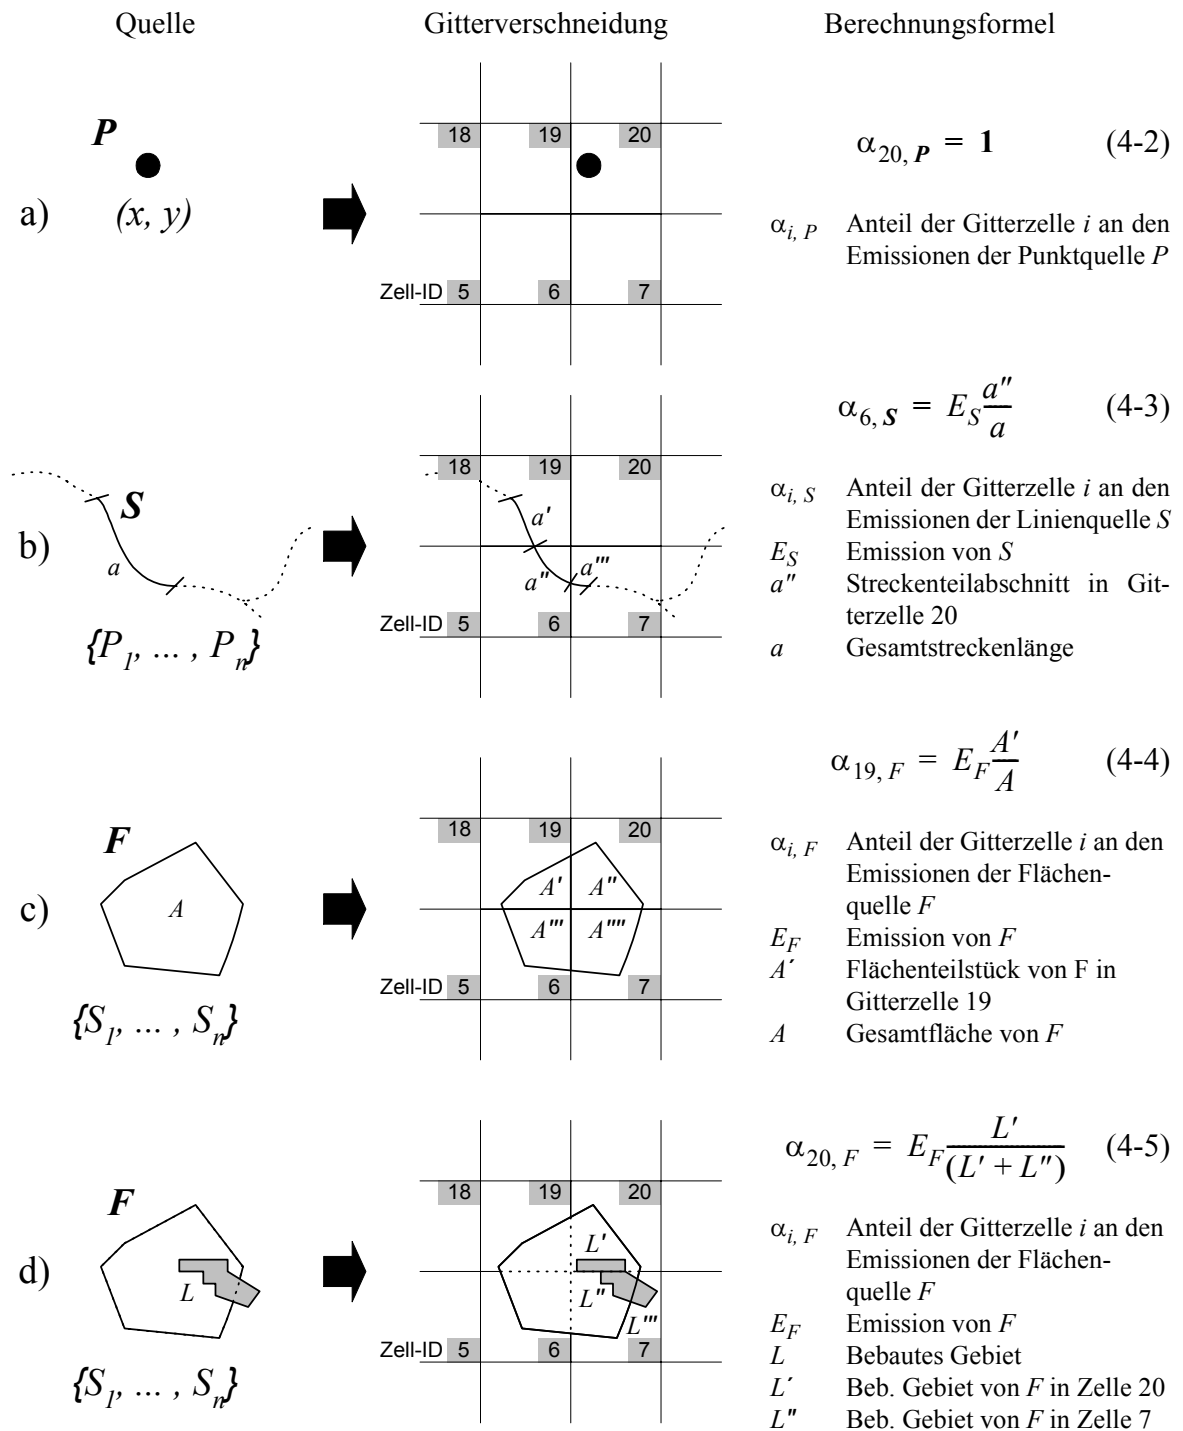 Quelle Gitterverschneidung Berechnungsformel
a)
P
(x, y)
18 19 20
Zell-ID 5 6 7
α20, P = 1 (4-2)
αi, P Anteil der Gitterzelle i an den
Emissionen der Punktquelle P
b)
S
a
{P1, ... , Pn}
18 19 20
a'
a" a'''
Zell-ID 5 6 7
α6, S = ES a"/a (4-3)
αi, S Anteil der Gitterzelle i an den
Emissionen der Linienquelle S
ES Emission von S
a" Streckenteilabschnitt in Git-
terzelle 20
a Gesamtstreckenlänge
c)
F
A
{S1, ... , Sn}
18 19 20
A' A"
A''' A''''
Zell-ID 5 6 7
α19, F = EF A'/A (4-4)
αi, F Anteil der Gitterzelle i an den
Emissionen der Flächen-
quelle F
EF Emission von F
A´ Flächenteilstück von F in
Gitterzelle 19
A Gesamtfläche von F
d)
F
L
{S1, ... , Sn}
18 19 20
L'
L"
L'''
Zell-ID 5 6 7
α20, F = EF L'/(L' + L") (4-5)
αi, F Anteil der Gitterzelle i an den
Emissionen der Flächen-
quelle F
EF Emission von F
L Bebautes Gebiet
L´ Beb. Gebiet von F in Zelle 20
L" Beb. Gebiet von F in Zelle 7